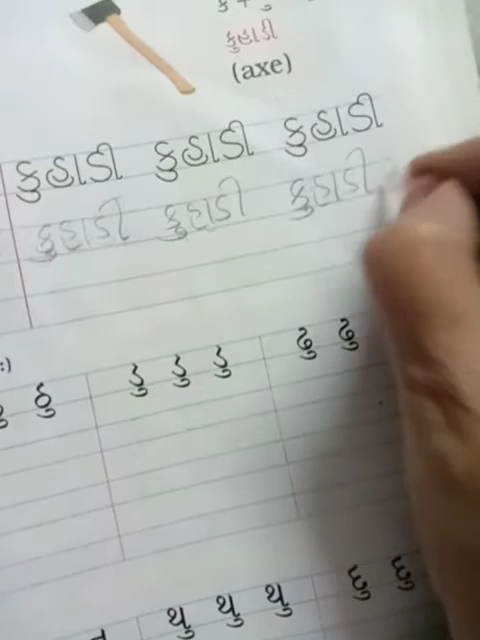 કુહાડી
(axe)
કુહાડી કુહાડી કુહાડી
કુહાડી કુહાડી કુહાડી
ઠુ ડુ ડુ ડુ ઢુ ઢુ
થુ થુ થુ